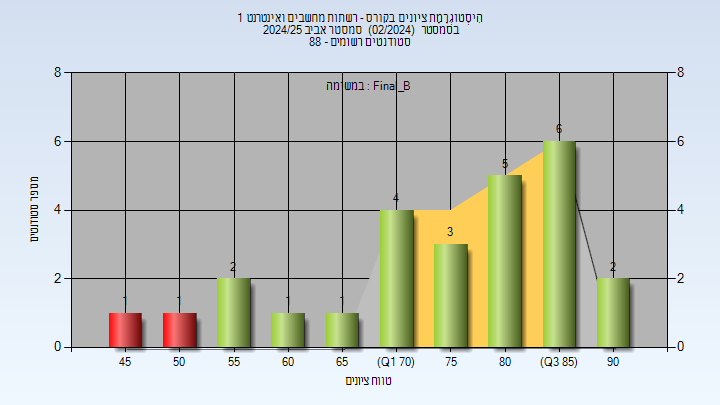 היסטוגרמת ציונים בקורס - רשתות מחשבים ואינטרנט 1
בסמסטר (02/2024) סמסטר אביב 2024/25
סטודנטים רשומים - 88
במשימה : Final_B
8 8
6 6
4 4
2 2
0 0
1 1 2 1 1 4 3 5 6 2
מספר סטודנטים
45 50 55 60 65 (Q1 70) 75 80 (Q3 85) 90
טווח ציונים